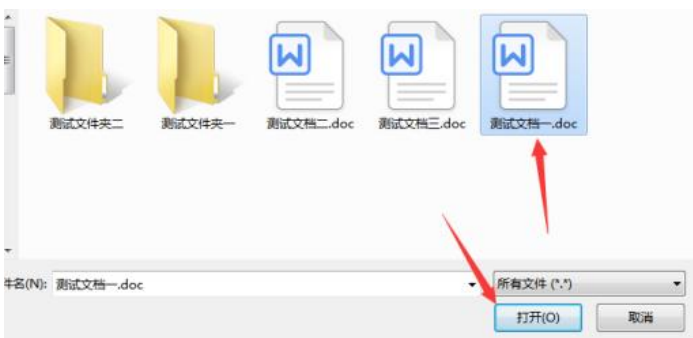 测试文件夹二 测试文件夹一 测试文档二.doc 测试文档三.doc 测试文档一.doc
件名(N): 测试文档一.doc 所有文件 (*.*)
打开(O) 取消